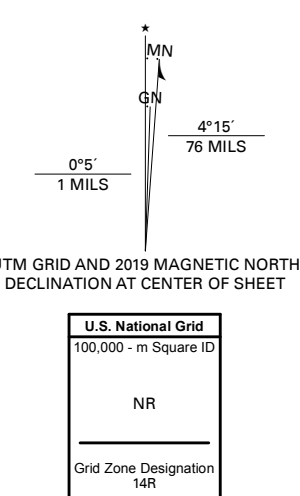 ★
MN
GN
4°15´
76 MILS
0°5´
1 MILS
UTM GRID AND 2019 MAGNETIC NORTH
DECLINATION AT CENTER OF SHEET
U.S. National Grid
100,000 - m Square ID
NR
Grid Zone Designation
14R